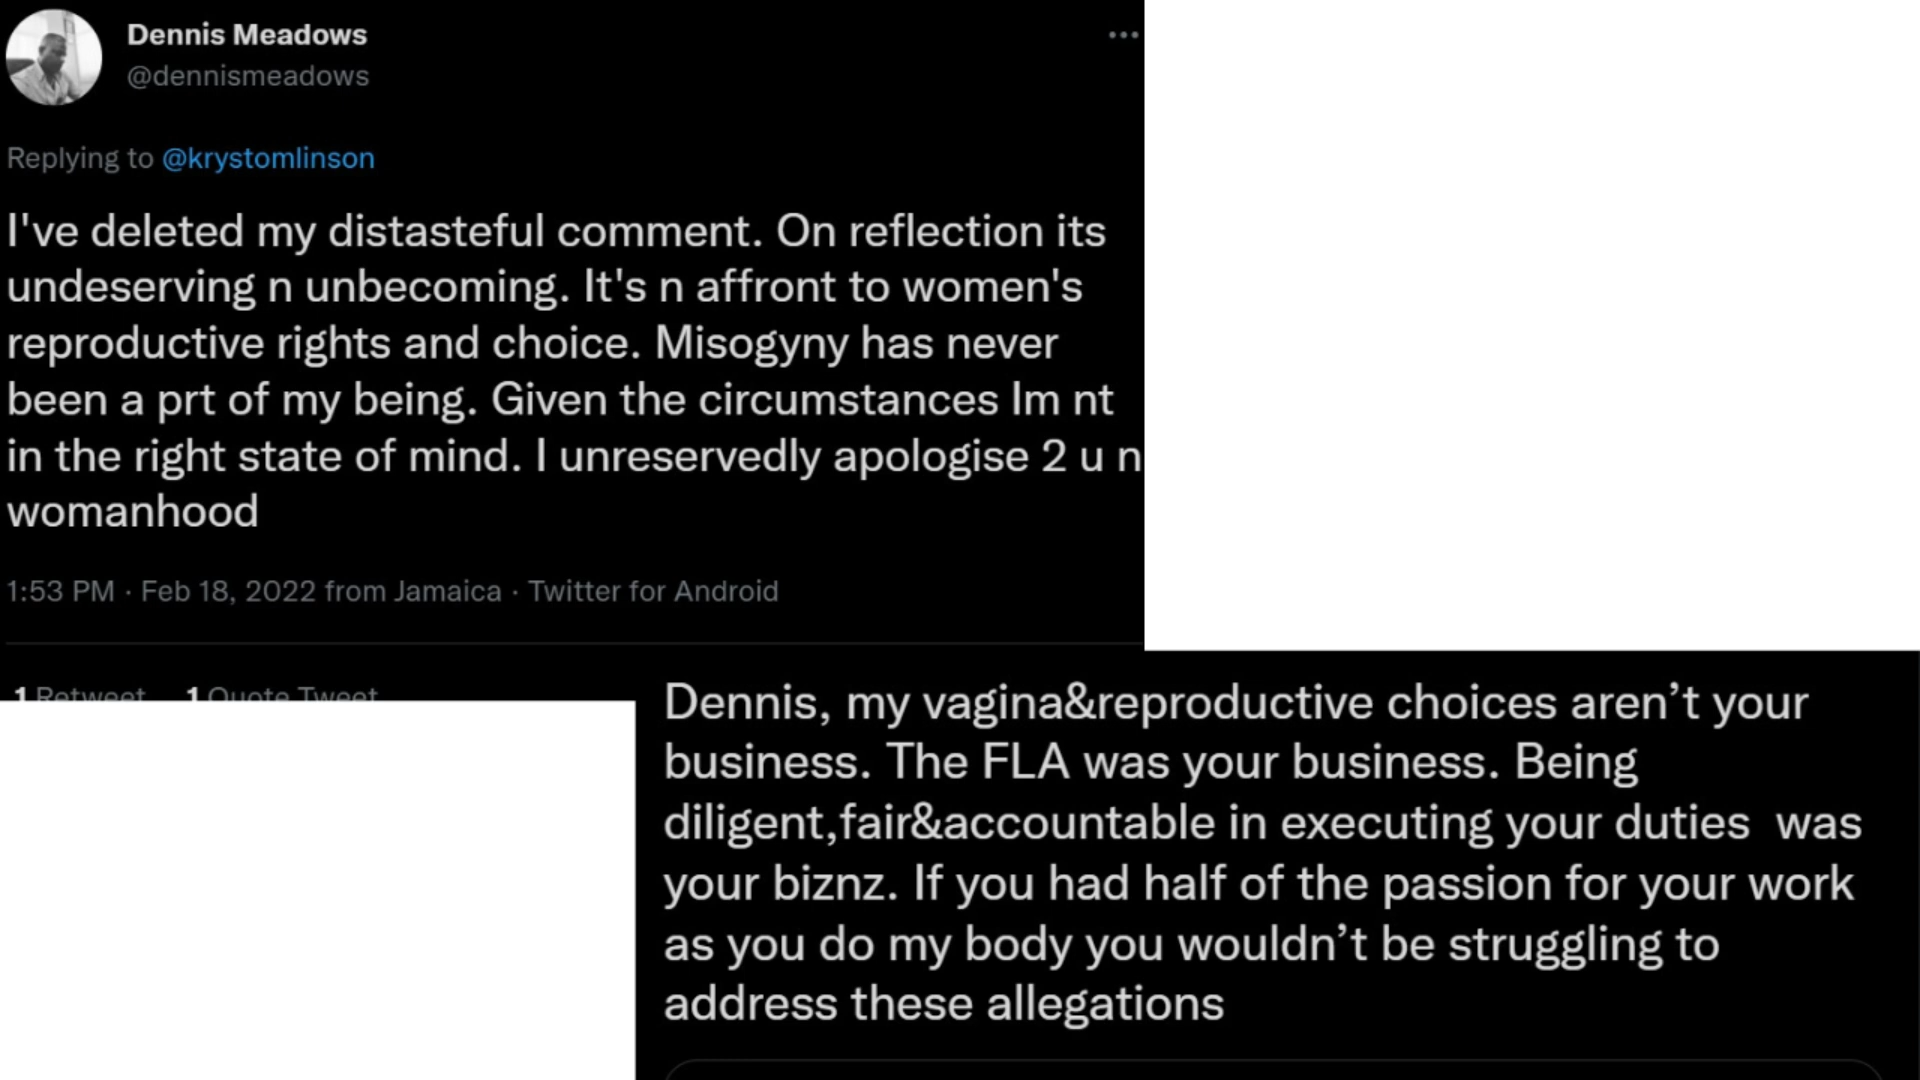 Dennis Meadows
@dennismeadows
Replying to @krystomlinson
I've deleted my distasteful comment. On reflection its
undeserving n unbecoming. It's n affront to women's
reproductive rights and choice. Misogyny has never
been a prt of my being. Given the circumstances Im nt
in the right state of mind. I unreservedly apologise 2 u n
womanhood
1:53 PM · Feb 18, 2022 from Jamaica · Twitter for Android
1 Retweet 1 Quote Tweet
Dennis, my vagina&reproductive choices aren’t your
business. The FLA was your business. Being
diligent,fair&accountable in executing your duties  was
your biznz. If you had half of the passion for your work
as you do my body you wouldn’t be struggling to
address these allegations